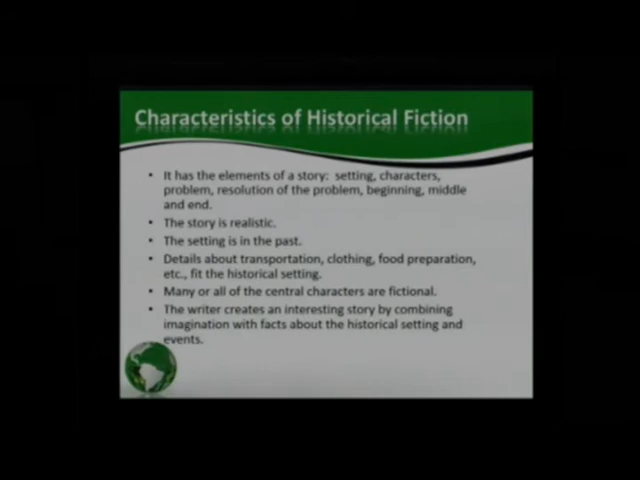 Characteristics of Historical Fiction
• It has the elements of a story: setting, characters,
problem, resolution of the problem, beginning, middle
and end.
• The story is realistic.
• The setting is in the past.
• Details about transportation, clothing, food preparation,
etc., fit the historical setting.
• Many or all of the central characters are fictional.
• The writer creates an interesting story by combining
imagination with facts about the historical setting and
events.